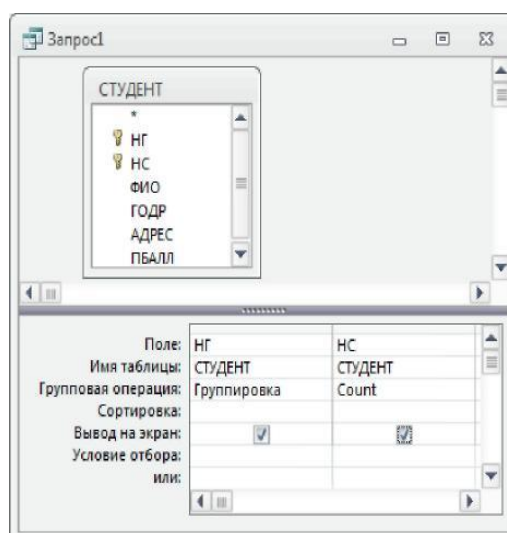 Запрос1
СТУДЕНТ
*
НГ
НС
ФИО
ГОДР
АДРЕС
ПБАЛЛ
Поле: НГ НС
Имя таблицы: СТУДЕНТ СТУДЕНТ
Групповая операция: Группировка Count
Сортировка:
Вывод на экран:
Условие отбора:
или: